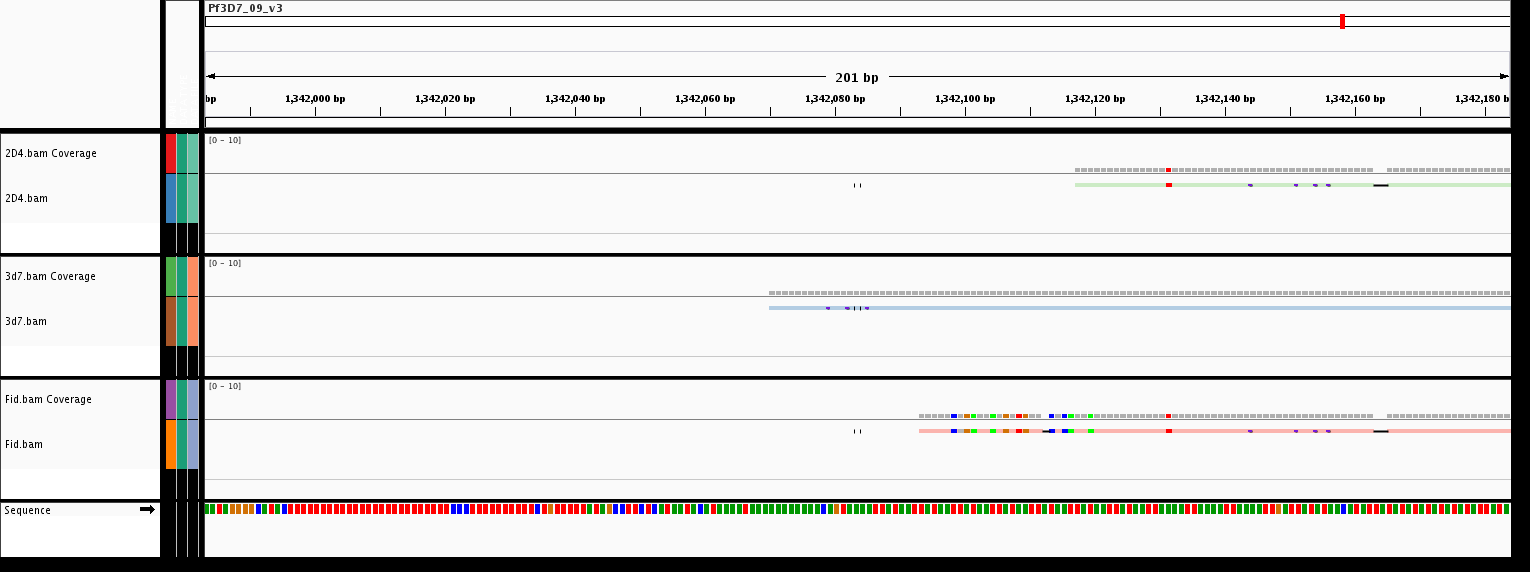 Pf3D7_09_v3
201 bp
bp 1,342,000 bp 1,342,020 bp 1,342,040 bp 1,342,060 bp 1,342,080 bp 1,342,100 bp 1,342,120 bp 1,342,140 bp 1,342,160 bp 1,342,180 b
[0 - 10]
2D4.bam Coverage
2D4.bam
[0 - 10]
3d7.bam Coverage
3d7.bam
[0 - 10]
Fid.bam Coverage
Fid.bam
Sequence